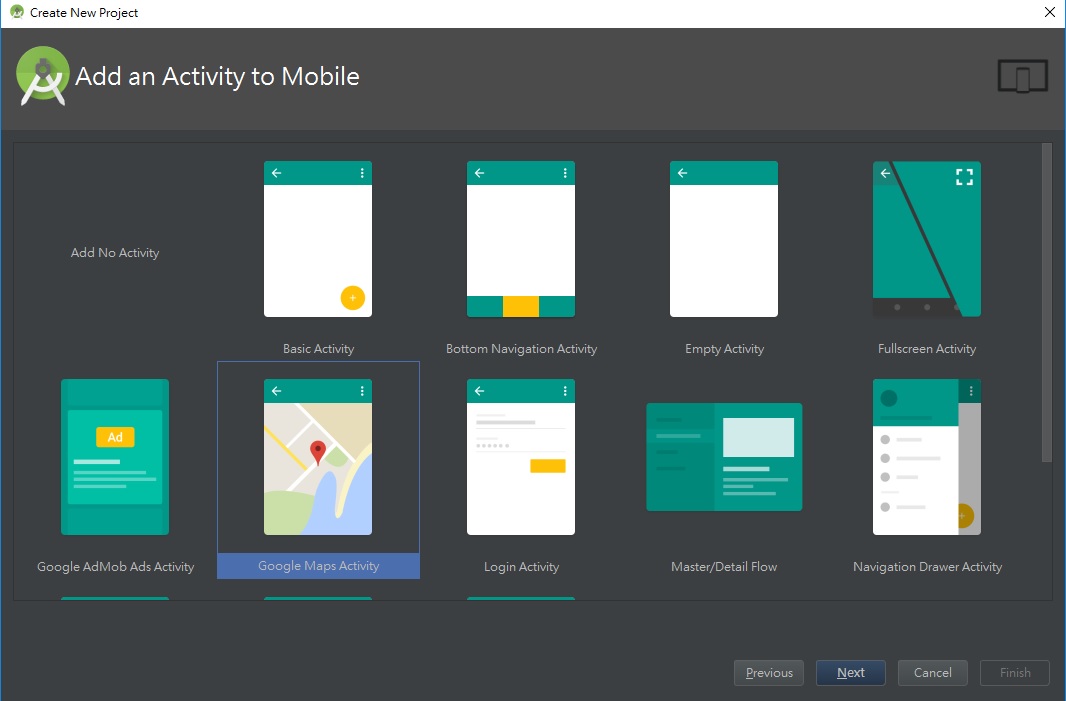 Create New Project
Add an Activity to Mobile
Add No Activity
Basic Activity
Bottom Navigation Activity
Empty Activity
Fullscreen Activity
Ad
Google AdMob Ads Activity
Google Maps Activity
Login Activity
Master/Detail Flow
Navigation Drawer Activity
Previous
Next
Cancel
Finish